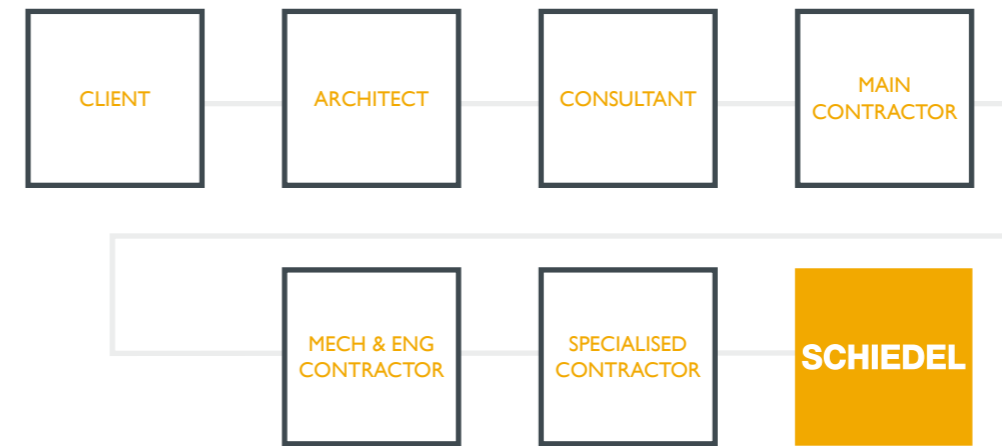 CLIENT
ARCHITECT
CONSULTANT
MAIN
CONTRACTOR
MECH & ENG
CONTRACTOR
SPECIALISED
CONTRACTOR
SCHIEDEL